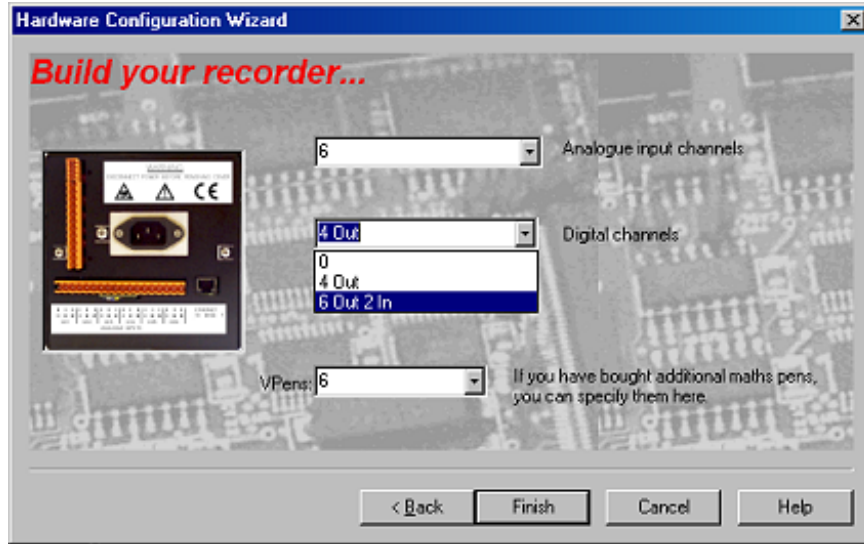 Hardware Configuration Wizard
Build your recorder...
6
Analogue input channels
WARNING
CE
4 Out
Digital channels
0
4 Out
6 Out 2 In
VPens:
6
If you have bought additional maths pens,
you can specify them here.
< Back
Finish
Cancel
Help